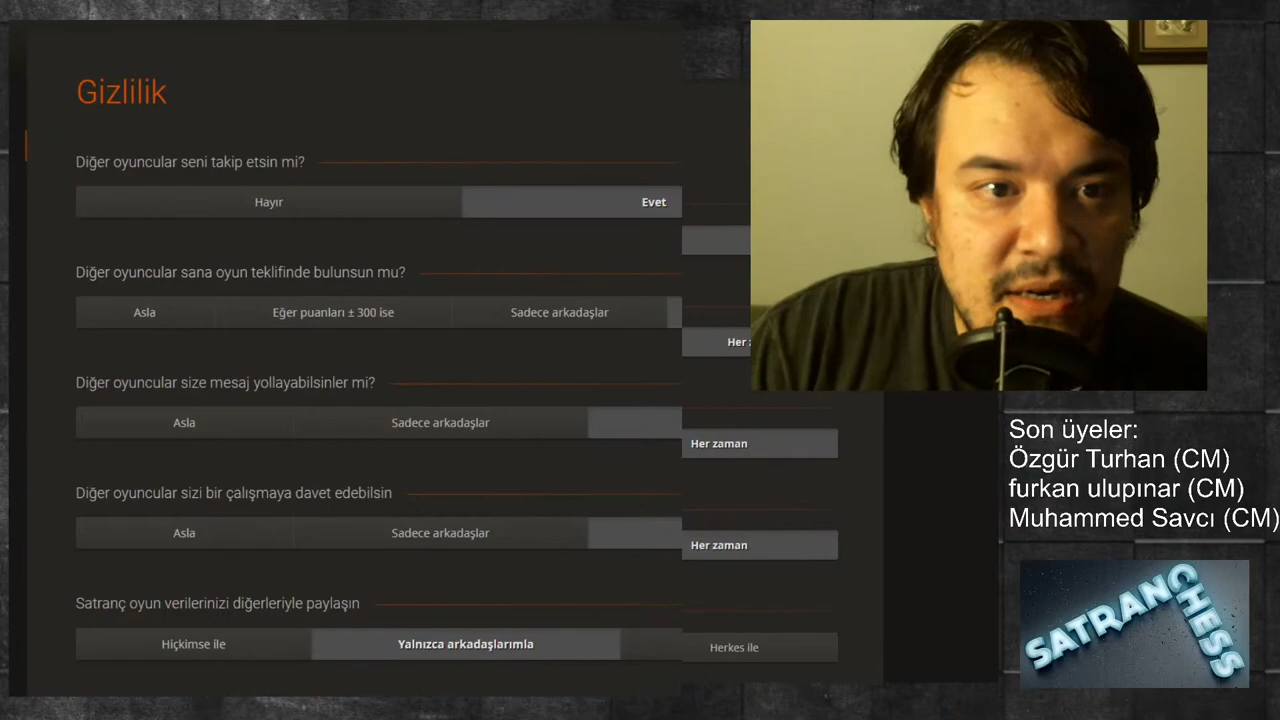 Gizlilik
Diğer oyuncular seni takip etsin mi?
Hayır Evet
Diğer oyuncular sana oyun teklifinde bulunsun mu?
Asla Eğer puanları ± 300 ise Sadece arkadaşlar
Her
Diğer oyuncular size mesaj yollayabilsinler mi?
Asla Sadece arkadaşlar Her zaman
Diğer oyuncular sizi bir çalışmaya davet edebilsin
Asla Sadece arkadaşlar Her zaman
Satranç oyun verilerinizi diğerleriyle paylaşın
Hiçkimse ile Yalnızca arkadaşlarımla Herkes ile
Son üyeler:
Özgür Turhan (CM)
furkan ulupınar (CM)
Muhammed Savcı (CM)
SATRANCHESS